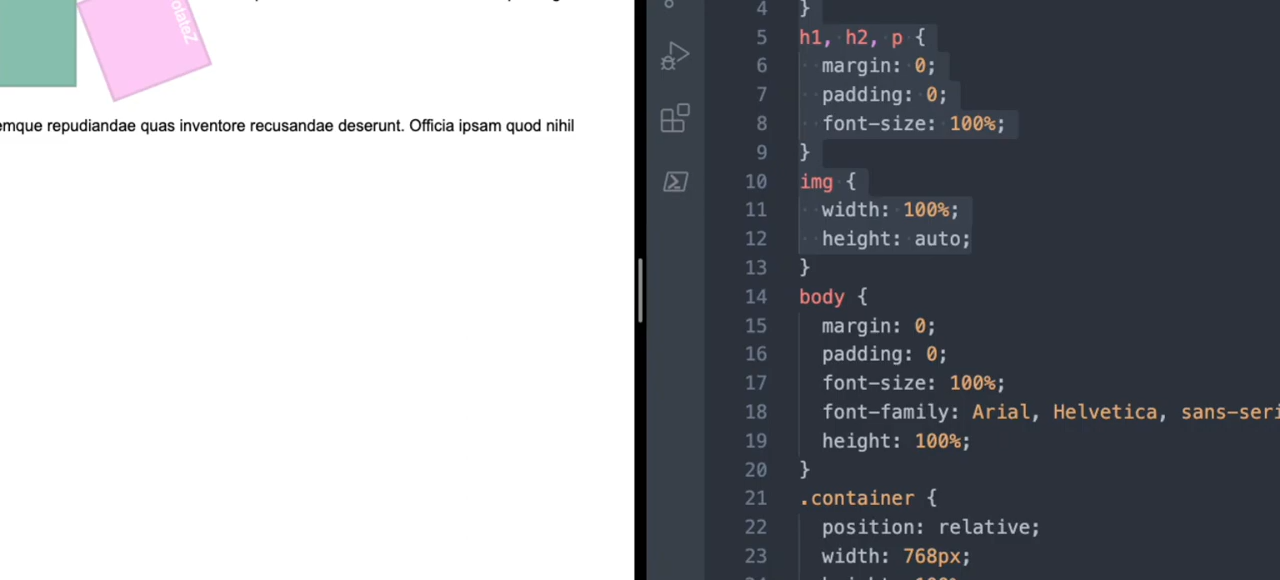 emque repudiandae quas inventore recusandae deserunt. Officia ipsam quod nihil
4 }
5 h1, h2, p {
6 margin: 0;
7 padding: 0;
8 font-size: 100%;
9 }
10 img {
11 width: 100%;
12 height: auto;
13 }
14 body {
15 margin: 0;
16 padding: 0;
17 font-size: 100%;
18 font-family: Arial, Helvetica, sans-seri
19 height: 100%;
20 }
21 .container {
22 position: relative;
23 width: 768px;